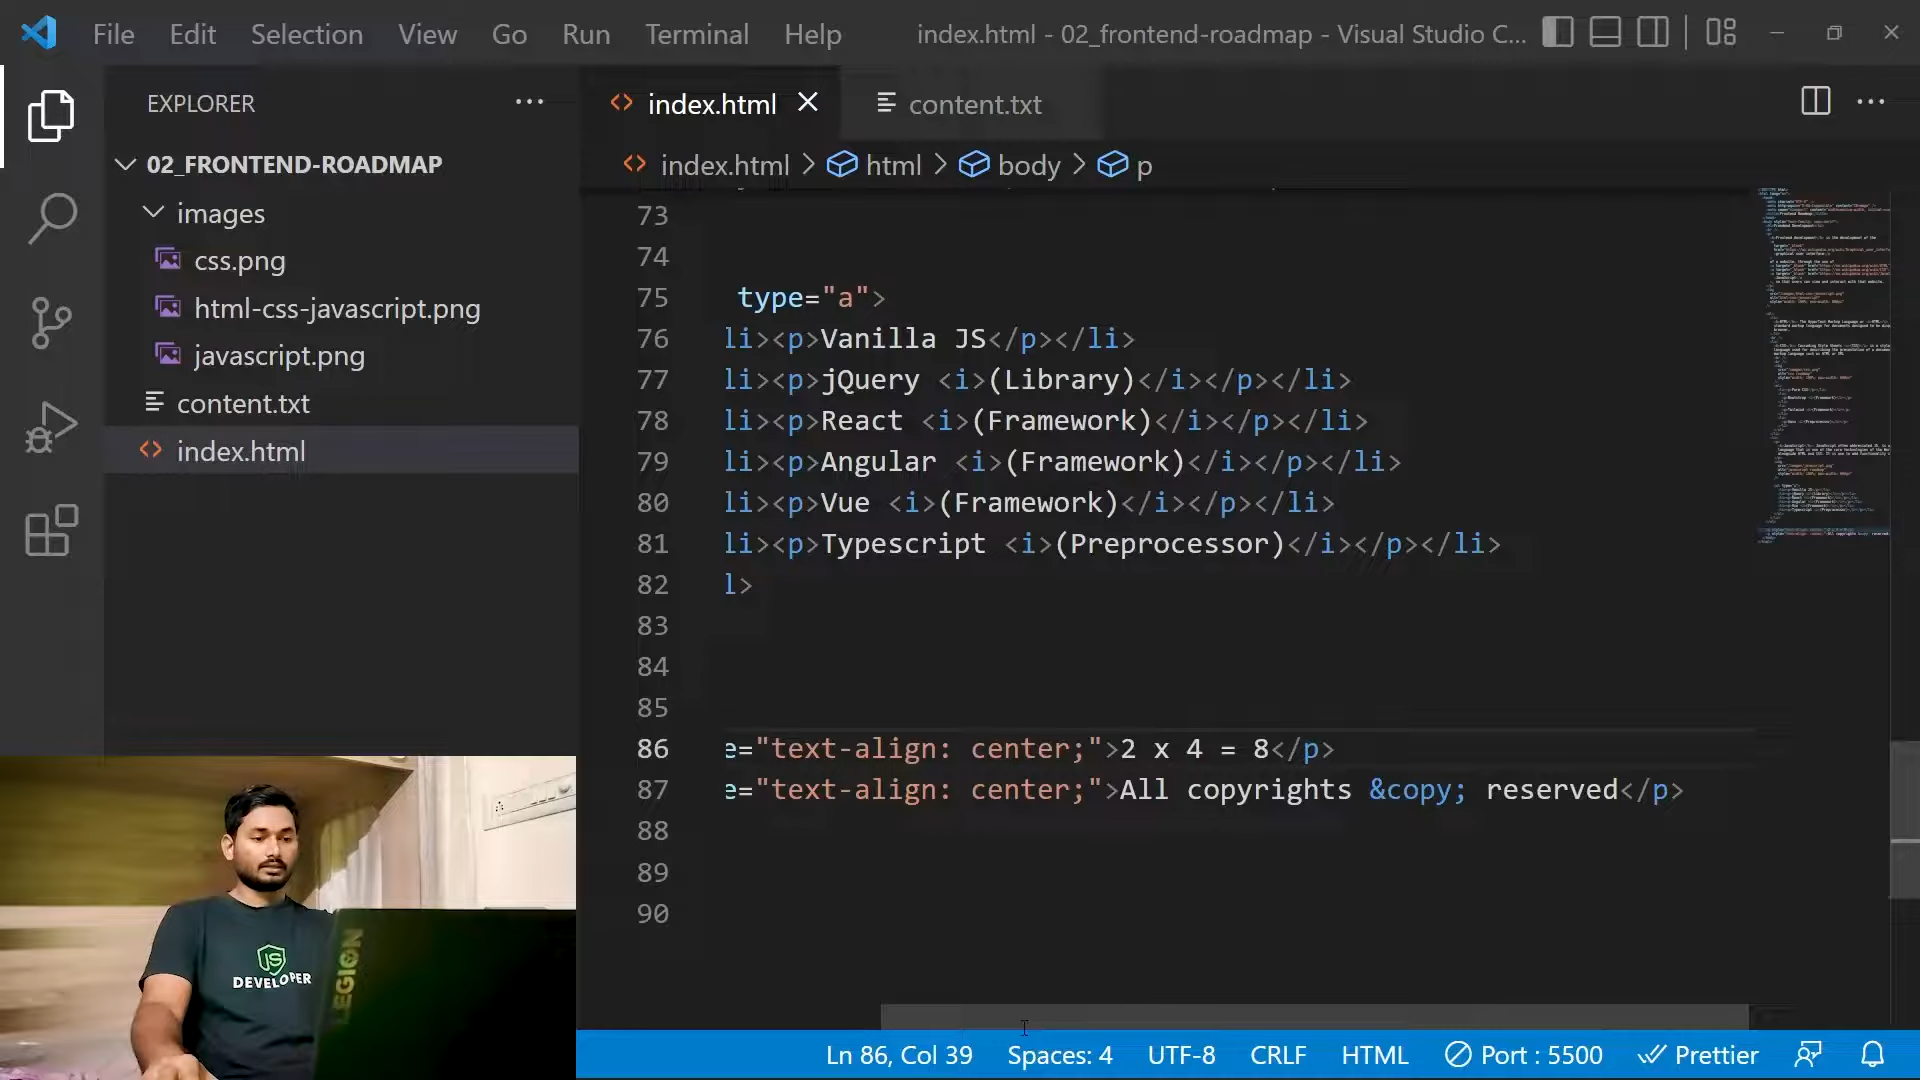 File Edit Selection View Go Run Terminal Help index.html - 02_frontend-roadmap - Visual Studio C...
EXPLORER
02_FRONTEND-ROADMAP
images
css.png
html-css-javascript.png
javascript.png
content.txt
index.html
index.html content.txt
index.html > html > body > p
73
74
75 type="a">
76 li><p>Vanilla JS</p></li>
77 li><p>jQuery <i>(Library)</i></p></li>
78 li><p>React <i>(Framework)</i></p></li>
79 li><p>Angular <i>(Framework)</i></p></li>
80 li><p>Vue <i>(Framework)</i></p></li>
81 li><p>Typescript <i>(Preprocessor)</i></p></li>
82 l>
83
84
85
86 e="text-align: center;">2 x 4 = 8</p>
87 e="text-align: center;">All copyrights &copy; reserved</p>
88
89
90
JS
DEVELOPER
LEGION
Ln 86, Col 39 Spaces: 4 UTF-8 CRLF HTML Port : 5500 Prettier